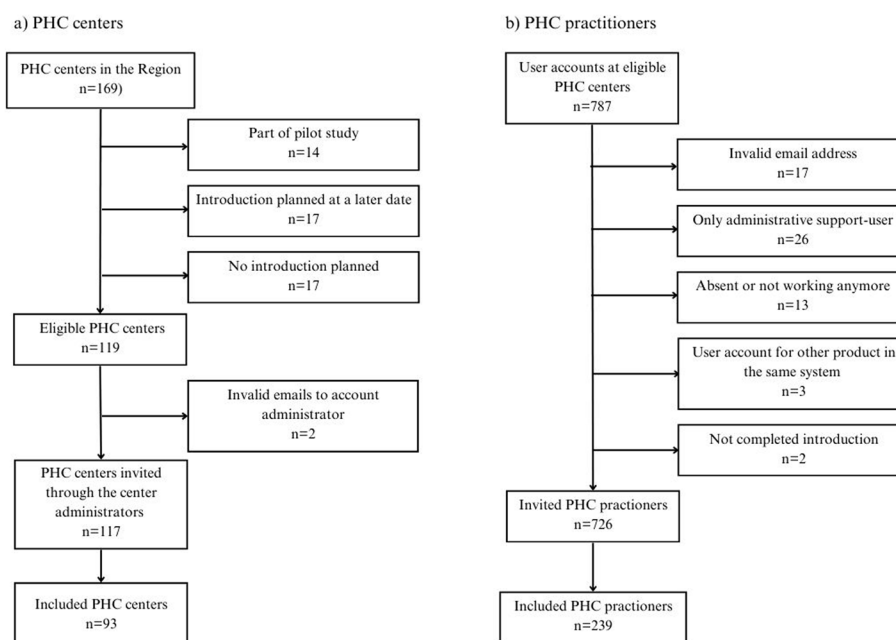 a) PHC centers
PHC centers in the Region
n=169)
Part of pilot study
n=14
Introduction planned at a later date
n=17
No introduction planned
n=17
Eligible PHC centers
n=119
Invalid emails to account
administrator
n=2
PHC centers invited
through the center
administrators
n=117
Included PHC centers
n=93
b) PHC practitioners
User accounts at eligible
PHC centers
n=787
Invalid email address
n=17
Only administrative support-user
n=26
Absent or not working anymore
n=13
User account for other product in
the same system
n=3
Not completed introduction
n=2
Invited PHC practioners
n=726
Included PHC practioners
n=239